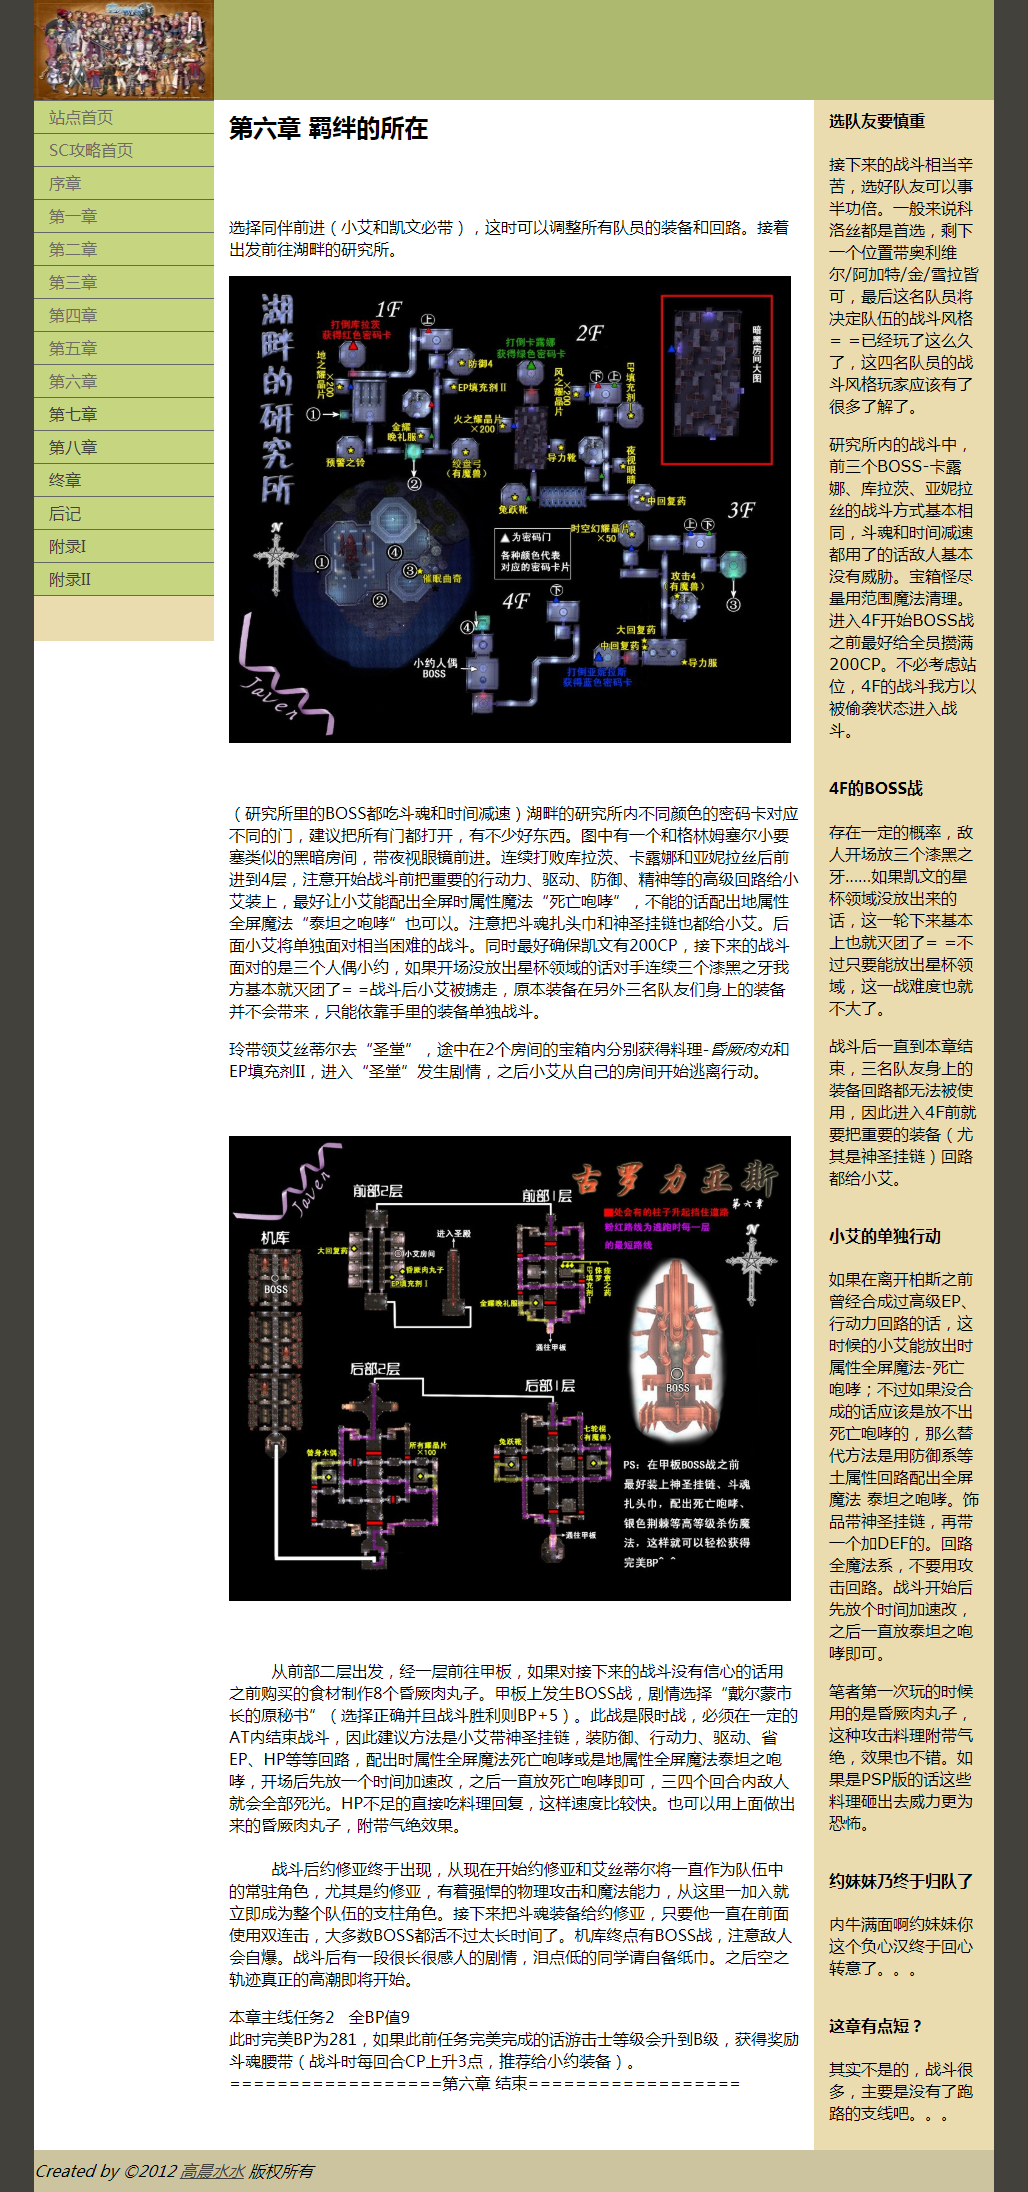 站点首页
SC攻略首页
序章
第一章
第二章
第三章
第四章
第五章
第六章
第七章
第八章
终章
后记
附录I
附录II
第六章 羁绊的所在
选择同伴前进（小艾和凯文必带），这时可以调整所有队员的装备和回路。接着
出发前往湖畔的研究所。
湖畔的研究所
1F
打倒库拉茨
获得红色密码卡
上
地之耀晶片
×200
防御4
EP填充剂Ⅱ
①
金耀
晚礼服
预警之铃
绞盘弓
（有魔兽）
②
2F
打倒卡露娜
获得绿色密码卡
风之耀晶片
×200
下 上
EP填充剂Ⅰ
火之耀晶片
×200
导力靴
夜视眼睛
中回复药
兔跃靴
暗黑房间大图
3F
时空幻耀晶片
×50
上 下
攻击4
（有魔兽）
③
大回复药
中回复药
导力服
打倒亚妮拉斯
获得蓝色密码卡
▲为密码门
各种颜色代表
对应的密码卡片
4F
下
④
小约人偶
BOSS
N
①
④
③
催眠曲奇
②
Javen
（研究所里的BOSS都吃斗魂和时间减速）湖畔的研究所内不同颜色的密码卡对应
不同的门，建议把所有门都打开，有不少好东西。图中有一个和格林姆塞尔小要
塞类似的黑暗房间，带夜视眼镜前进。连续打败库拉茨、卡露娜和亚妮拉丝后前
进到4层，注意开始战斗前把重要的行动力、驱动、防御、精神等的高级回路给小
艾装上，最好让小艾能配出全屏时属性魔法“死亡咆哮”，不能的话配出地属性
全屏魔法“泰坦之咆哮”也可以。注意把斗魂扎头巾和神圣挂链也都给小艾。后
面小艾将单独面对相当困难的战斗。同时最好确保凯文有200CP，接下来的战斗
面对的是三个人偶小约，如果开场没放出星杯领域的话对手连续三个漆黑之牙我
方基本就灭团了= =战斗后小艾被掳走，原本装备在另外三名队友们身上的装备
并不会带来，只能依靠手里的装备单独战斗。
玲带领艾丝蒂尔去“圣堂”，途中在2个房间的宝箱内分别获得料理-昏厥肉丸和
EP填充剂II，进入“圣堂”发生剧情，之后小艾从自己的房间开始逃离行动。
Javen
古罗力亚斯
第六章
■处会有的柱子升起挡住道路
粉红路线为逃跑时每一层
的最短路线
N
机库
BOSS
前部2层
大回复药
小艾房间
昏厥肉丸子
EP填充剂Ⅰ
进入圣殿
前部1层
金耀晚礼服
EP填充剂Ⅰ
通往甲板
BOSS
后部2层
替身木偶
所有耀晶片
×100
后部1层
兔跃靴
七轮棍
（有魔兽）
通往甲板
PS：在甲板BOSS战之前
最好装上神圣挂链、斗魂
扎头巾，配出死亡咆哮、
银色荆棘等高等级杀伤魔
法，这样就可以轻松获得
完美BP^_^
从前部二层出发，经一层前往甲板，如果对接下来的战斗没有信心的话用
之前购买的食材制作8个昏厥肉丸子。甲板上发生BOSS战，剧情选择“戴尔蒙市
长的原秘书”（选择正确并且战斗胜利则BP+5）。此战是限时战，必须在一定的
AT内结束战斗，因此建议方法是小艾带神圣挂链，装防御、行动力、驱动、省
EP、HP等等回路，配出时属性全屏魔法死亡咆哮或是地属性全屏魔法泰坦之咆
哮，开场后先放一个时间加速改，之后一直放死亡咆哮即可，三四个回合内敌人
就会全部死光。HP不足的直接吃料理回复，这样速度比较快。也可以用上面做出
来的昏厥肉丸子，附带气绝效果。
战斗后约修亚终于出现，从现在开始约修亚和艾丝蒂尔将一直作为队伍中
的常驻角色，尤其是约修亚，有着强悍的物理攻击和魔法能力，从这里一加入就
立即成为整个队伍的支柱角色。接下来把斗魂装备给约修亚，只要他一直在前面
使用双连击，大多数BOSS都活不过太长时间了。机库终点有BOSS战，注意敌人
会自爆。战斗后有一段很长很感人的剧情，泪点低的同学请自备纸巾。之后空之
轨迹真正的高潮即将开始。
本章主线任务2 全BP值9
此时完美BP为281，如果此前任务完美完成的话游击士等级会升到B级，获得奖励
斗魂腰带（战斗时每回合CP上升3点，推荐给小约装备）。
==================第六章 结束==================
选队友要慎重
接下来的战斗相当辛
苦，选好队友可以事
半功倍。一般来说科
洛丝都是首选，剩下
一个位置带奥利维
尔/阿加特/金/雪拉皆
可，最后这名队员将
决定队伍的战斗风格
= =已经玩了这么久
了，这四名队员的战
斗风格玩家应该有了
很多了解了。
研究所内的战斗中，
前三个BOSS-卡露
娜、库拉茨、亚妮拉
丝的战斗方式基本相
同，斗魂和时间减速
都用了的话敌人基本
没有威胁。宝箱怪尽
量用范围魔法清理。
进入4F开始BOSS战
之前最好给全员攒满
200CP。不必考虑站
位，4F的战斗我方以
被偷袭状态进入战
斗。
4F的BOSS战
存在一定的概率，敌
人开场放三个漆黑之
牙……如果凯文的星
杯领域没放出来的
话，这一轮下来基本
上也就灭团了= =不
过只要能放出星杯领
域，这一战难度也就
不大了。
战斗后一直到本章结
束，三名队友身上的
装备回路都无法被使
用，因此进入4F前就
要把重要的装备（尤
其是神圣挂链）回路
都给小艾。
小艾的单独行动
如果在离开柏斯之前
曾经合成过高级EP、
行动力回路的话，这
时候的小艾能放出时
属性全屏魔法-死亡
咆哮；不过如果没合
成的话应该是放不出
死亡咆哮的，那么替
代方法是用防御系等
土属性回路配出全屏
魔法 泰坦之咆哮。饰
品带神圣挂链，再带
一个加DEF的。回路
全魔法系，不要用攻
击回路。战斗开始后
先放个时间加速改，
之后一直放泰坦之咆
哮即可。
笔者第一次玩的时候
用的是昏厥肉丸子，
这种攻击料理附带气
绝，效果也不错。如
果是PSP版的话这些
料理砸出去威力更为
恐怖。
约妹妹乃终于归队了
内牛满面啊约妹妹你
这个负心汉终于回心
转意了。。。
这章有点短？
其实不是的，战斗很
多，主要是没有了跑
路的支线吧。。。
Created by ©2012 高晨水水 版权所有